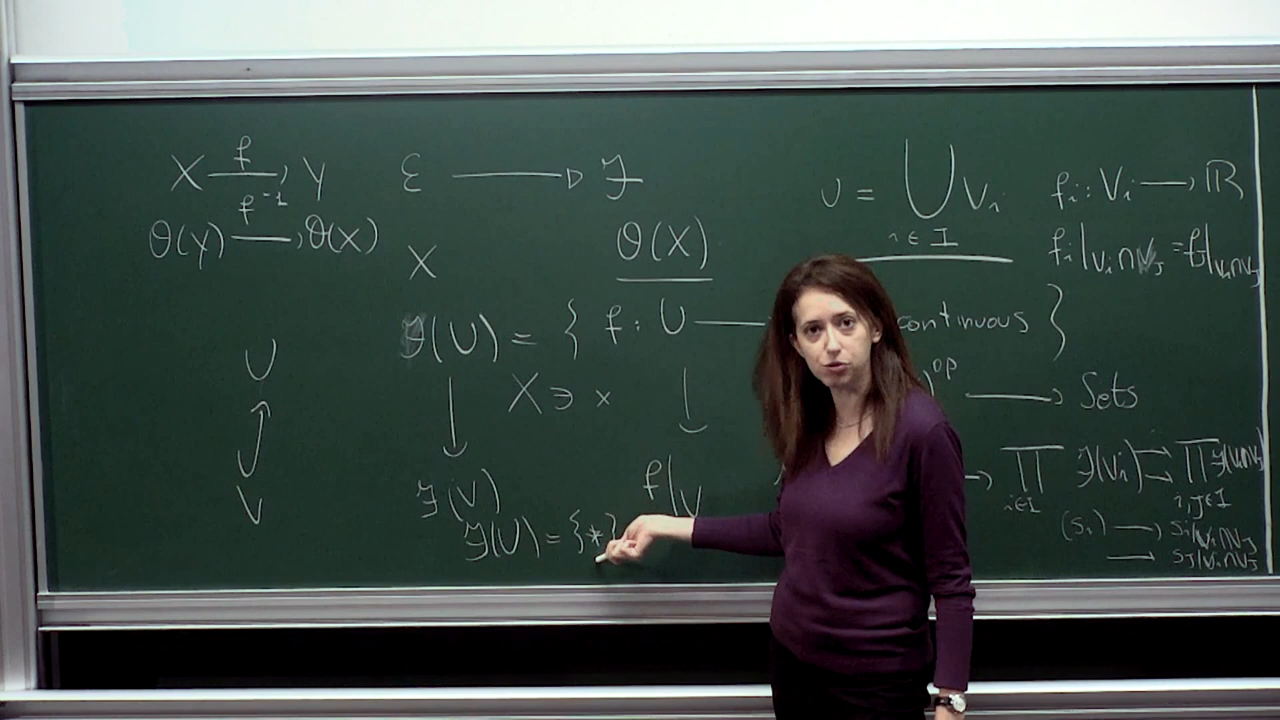 X —f→ Y
O(Y) —f⁻¹→ O(X)
U
↑
V
ℰ → ℱ
X
O(X)
ℱ(U) = { f : U —
continuous }
↓ X ∋ x ↓
ℱ(V) f|V
ℱ(U) = {*}
U = ⋃ Vᵢ
i ∈ I
fᵢ : Vᵢ → ℝ
fᵢ|Vᵢ∩Vⱼ = fⱼ|Vᵢ∩Vⱼ
)ᵒᵖ → Sets
→ ∏ ℱ(Vᵢ) ⇉ ∏ ℱ(Vᵢ∩Vⱼ)
i∈I i,j∈I
(sᵢ) → sᵢ|Vᵢ∩Vⱼ
→ sⱼ|Vᵢ∩Vⱼ